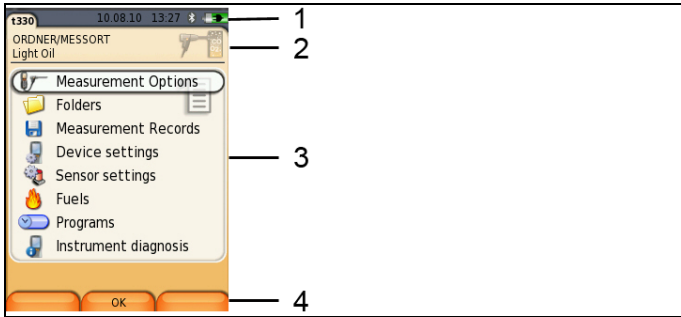 t330 10.08.10 13:27
1
ORDNER/MESSORT
Light Oil
2
Measurement Options
Folders
Measurement Records
Device settings
3
Sensor settings
Fuels
Programs
Instrument diagnosis
OK
4